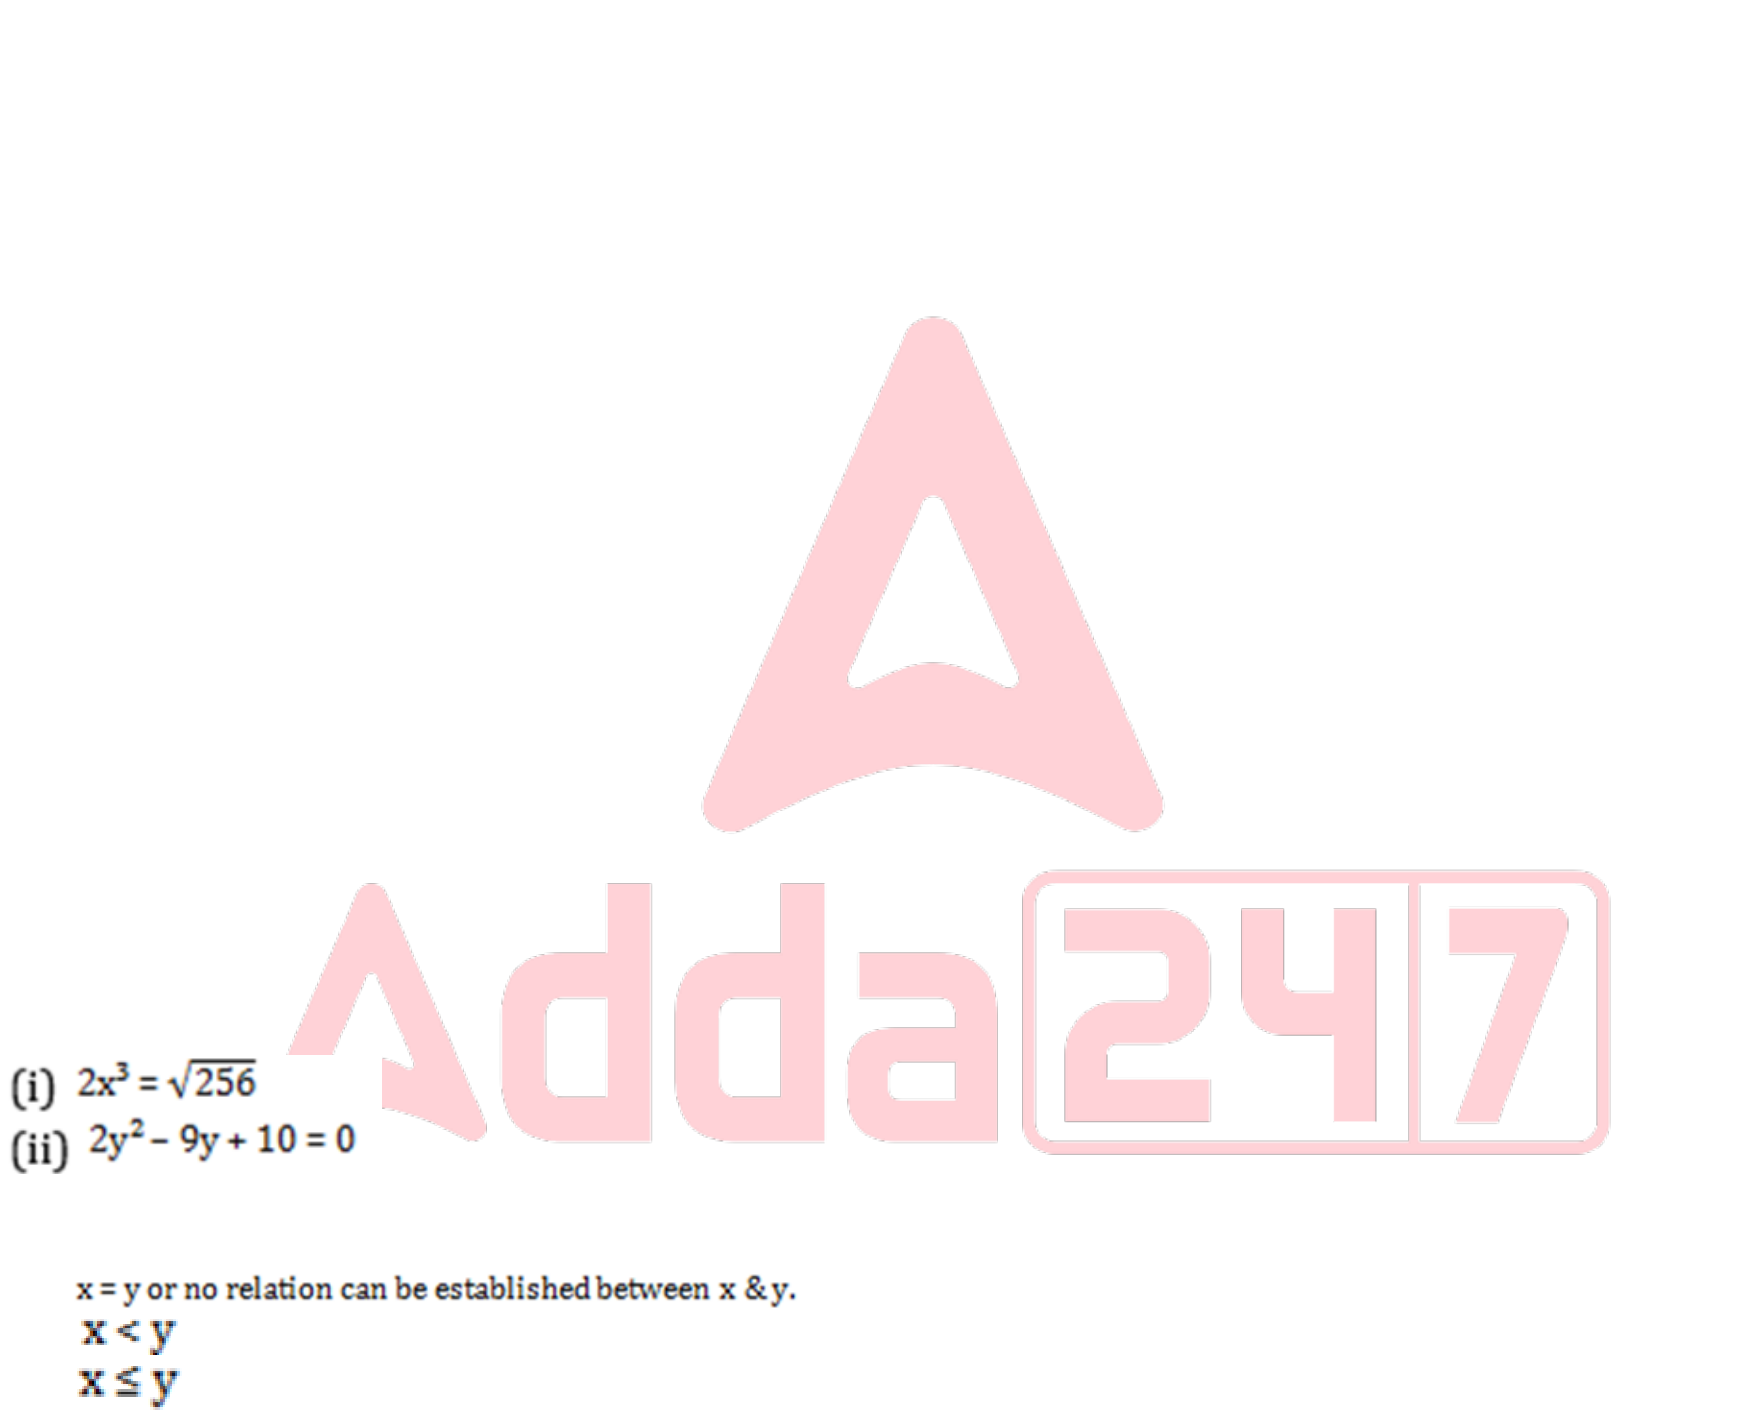 Adda247
(i) 2x³ = √256
(ii) 2y² – 9y + 10 = 0
x = y or no relation can be established between x & y.
x < y
x ≤ y